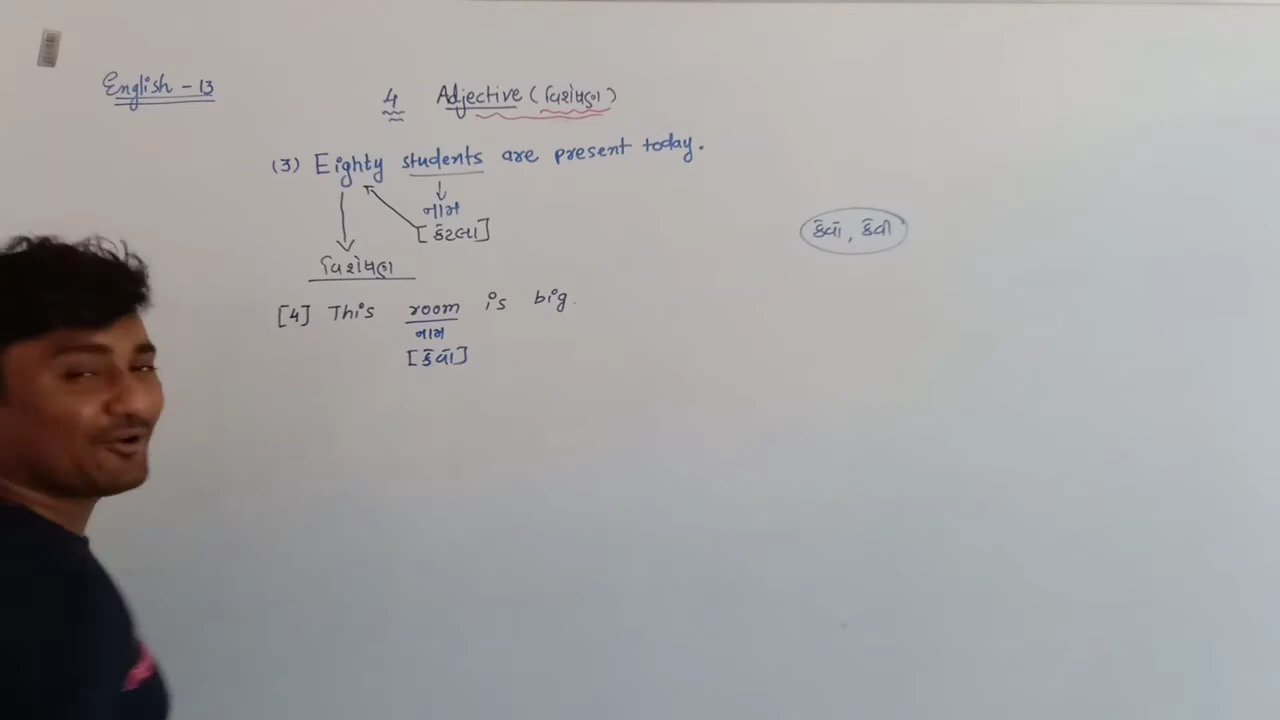 English - 13
4 Adjective (વિશેષણ)
(3) Eighty students are present today.
નામ
[કેટલા]
વિશેષણ
[4] This room is big.
નામ
[કેવો]
કેવો, કેવી